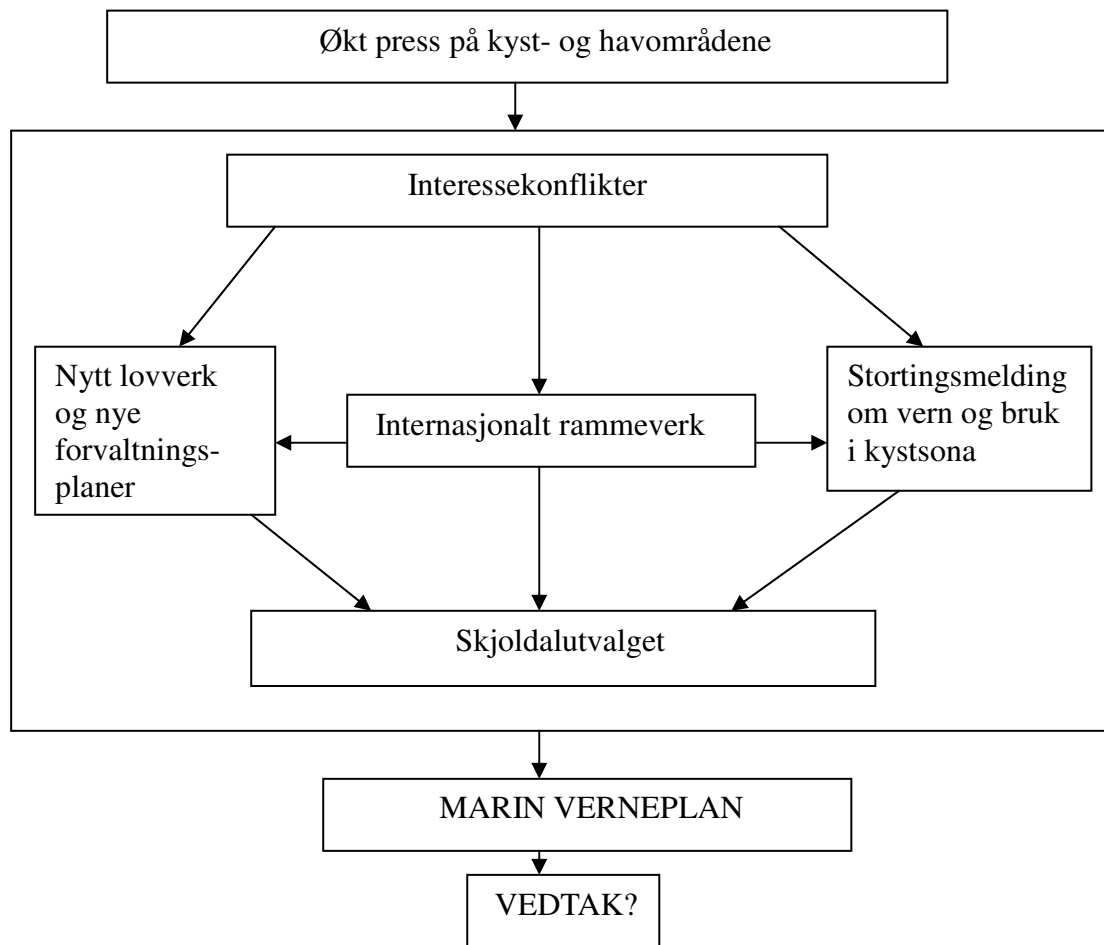 Økt press på kyst- og havområdene
Interessekonflikter
Nytt lovverk
og nye
forvaltnings-
planer
Internasjonalt rammeverk
Stortingsmelding
om vern og bruk
i kystsona
Skjoldalutvalget
MARIN VERNEPLAN
VEDTAK?